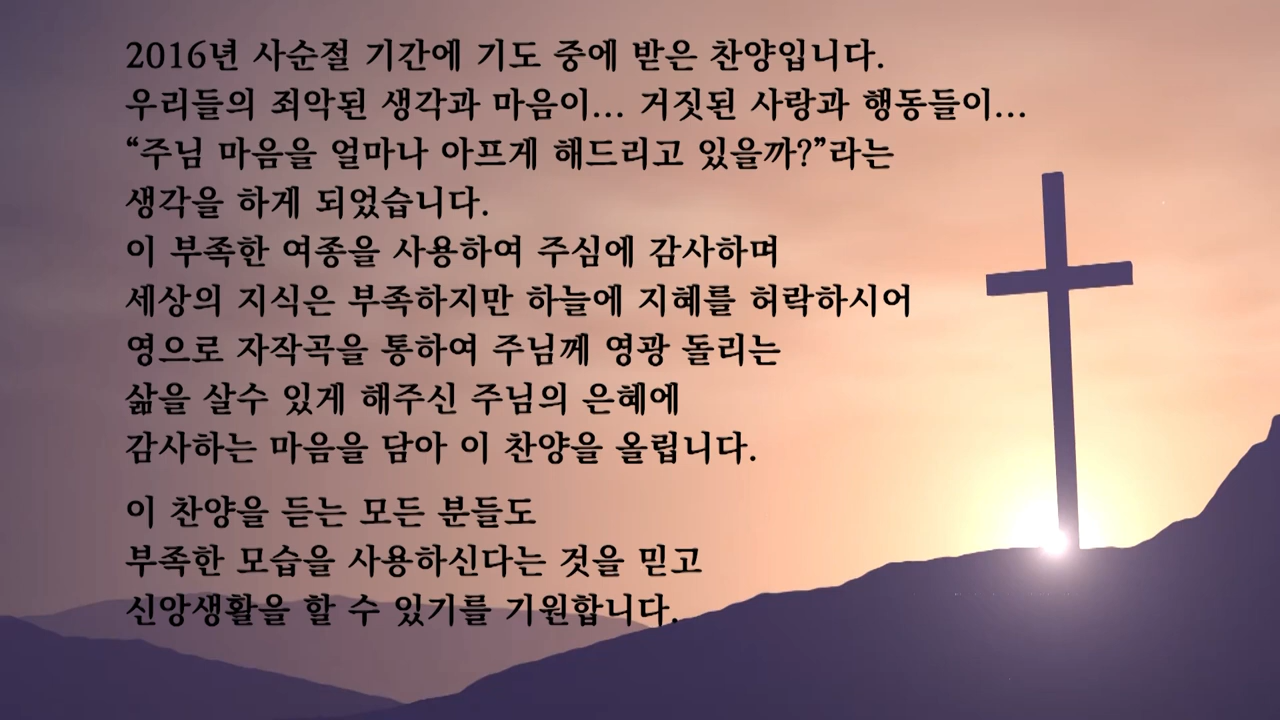 2016년 사순절 기간에 기도 중에 받은 찬양입니다.
우리들의 죄악된 생각과 마음이... 거짓된 사랑과 행동들이...
“주님 마음을 얼마나 아프게 해드리고 있을까?”라는
생각을 하게 되었습니다.
이 부족한 여종을 사용하여 주심에 감사하며
세상의 지식은 부족하지만 하늘에 지혜를 허락하시어
영으로 자작곡을 통하여 주님께 영광 돌리는
삶을 살수 있게 해주신 주님의 은혜에
감사하는 마음을 담아 이 찬양을 올립니다.
이 찬양을 듣는 모든 분들도
부족한 모습을 사용하신다는 것을 믿고
신앙생활을 할 수 있기를 기원합니다.